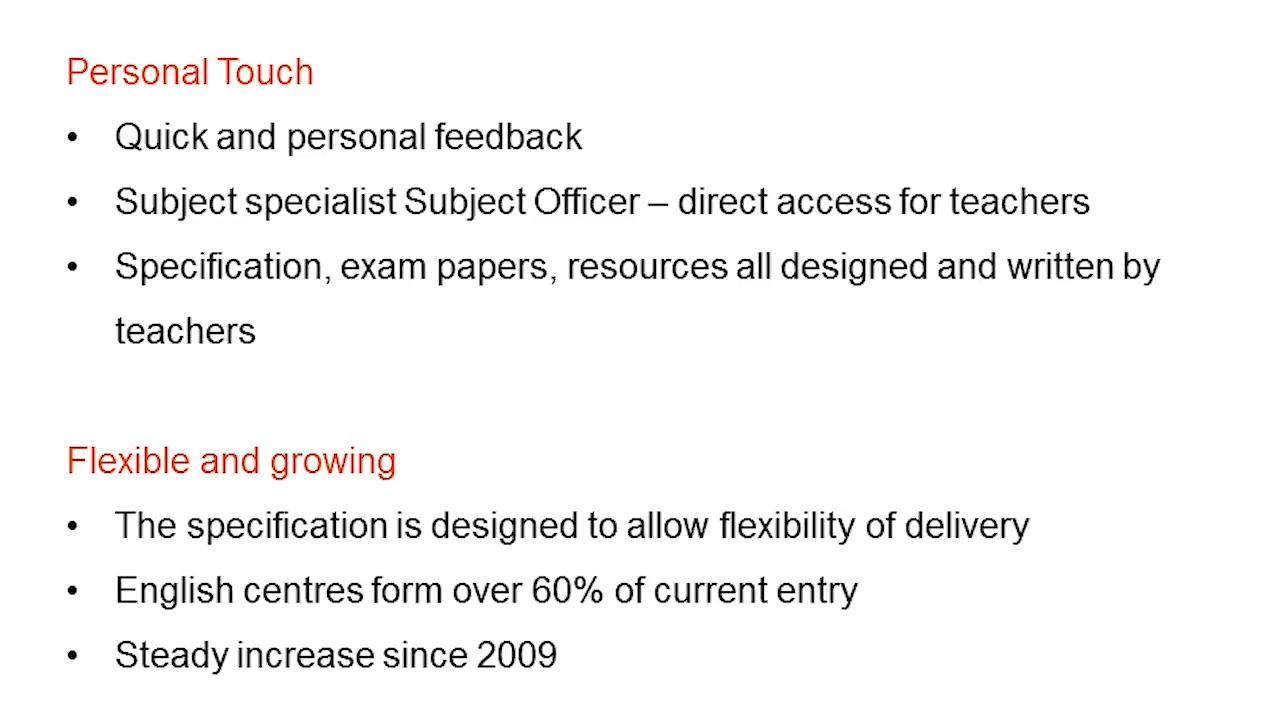 Personal Touch
• Quick and personal feedback
• Subject specialist Subject Officer – direct access for teachers
• Specification, exam papers, resources all designed and written by
teachers
Flexible and growing
• The specification is designed to allow flexibility of delivery
• English centres form over 60% of current entry
• Steady increase since 2009